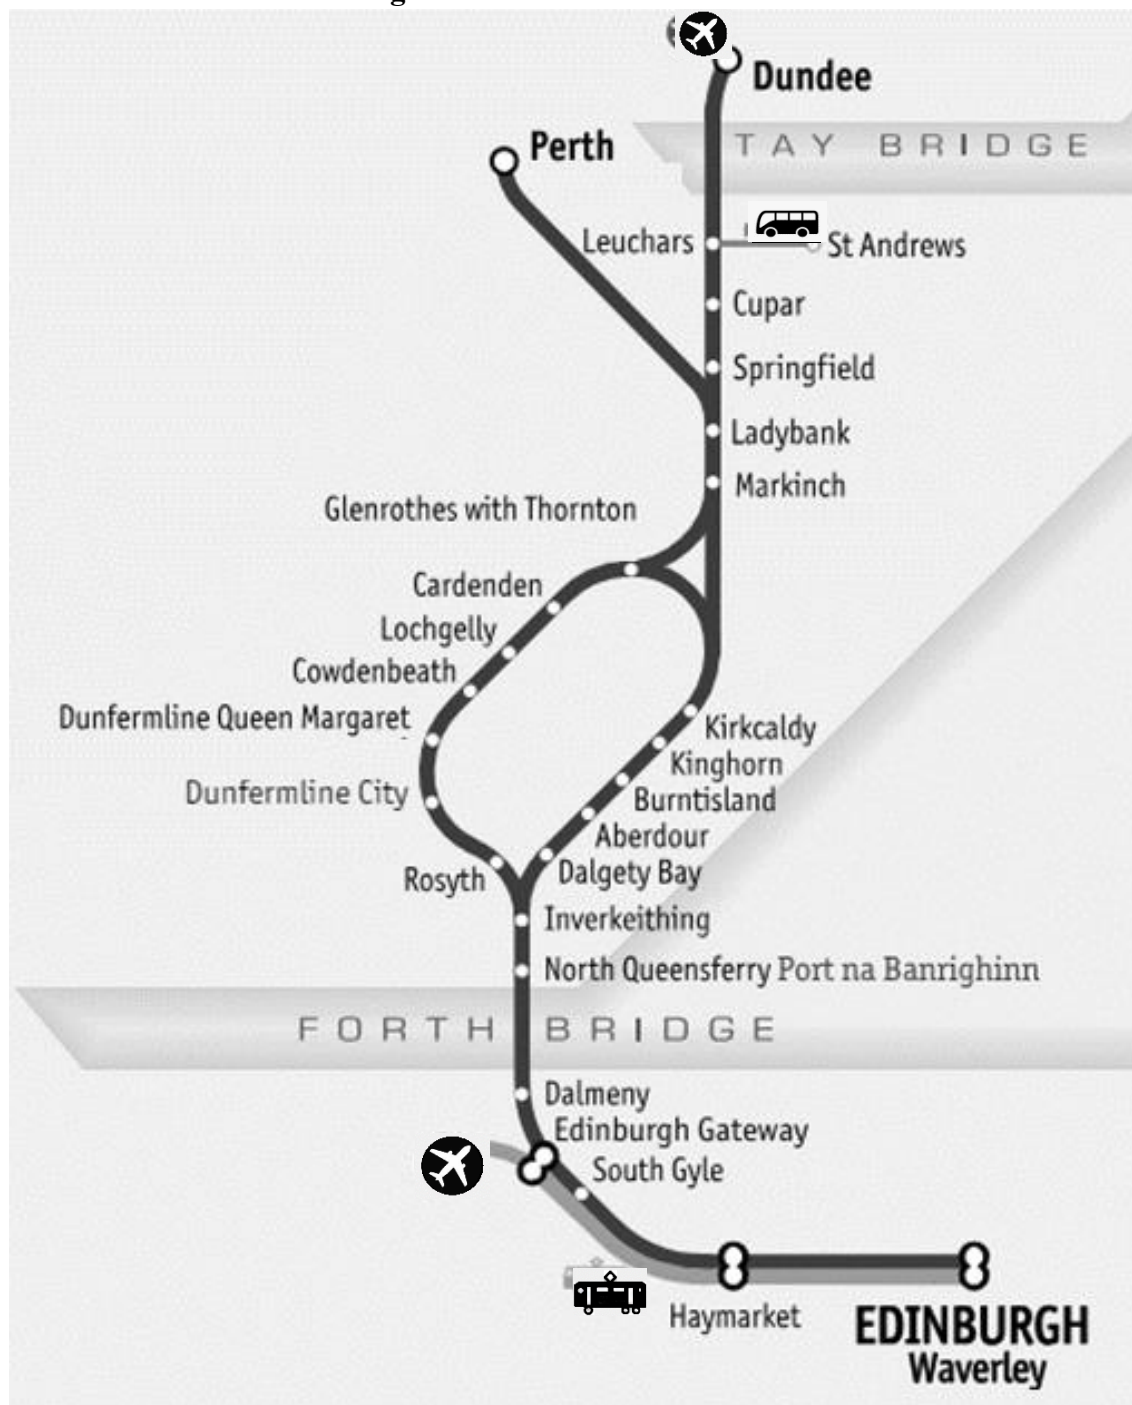 Dundee
TAY BRIDGE
Perth
Leuchars
St Andrews
Cupar
Springfield
Ladybank
Markinch
Glenrothes with Thornton
Cardenden
Lochgelly
Cowdenbeath
Dunfermline Queen Margaret
Kirkcaldy
Kinghorn
Dunfermline City
Burntisland
Aberdour
Rosyth
Dalgety Bay
Inverkeithing
North Queensferry Port na Banrighinn
FORTH BRIDGE
Dalmeny
Edinburgh Gateway
South Gyle
Haymarket
EDINBURGH
Waverley